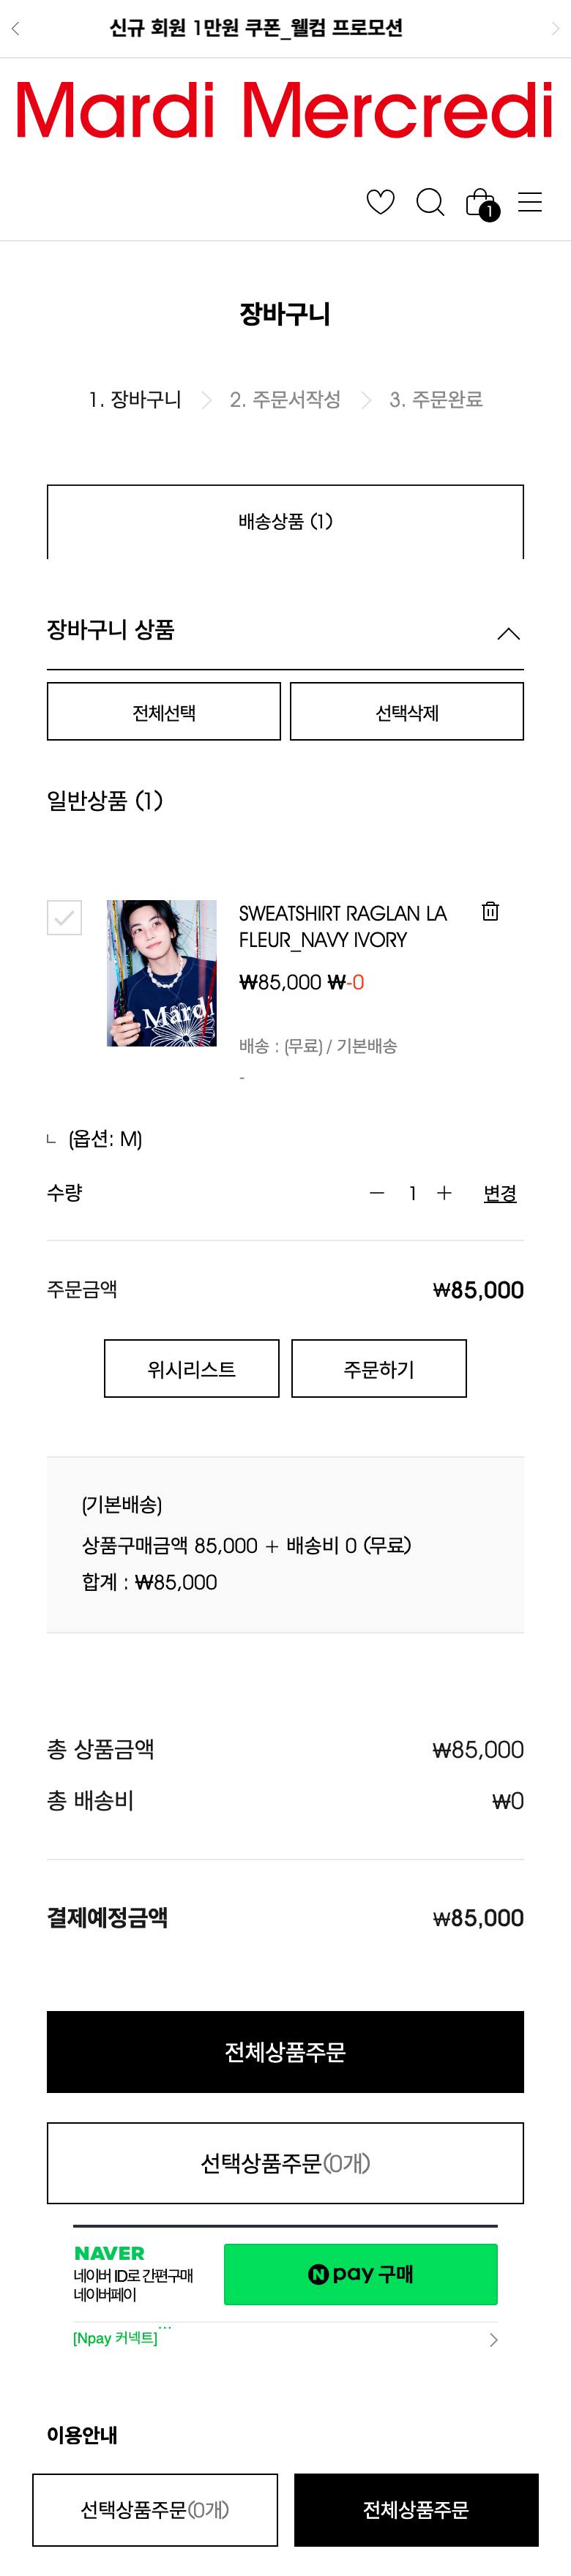 신규 회원 1만원 쿠폰_웰컴 프로모션
Mardi Mercredi
1
장바구니
1. 장바구니 2. 주문서작성 3. 주문완료
배송상품 (1)
장바구니 상품
전체선택 선택삭제
일반상품 (1)
SWEATSHIRT RAGLAN LA
FLEUR_NAVY IVORY
₩85,000 ₩-0
Mardi
배송 : (무료) / 기본배송
-
(옵션: M)
수량 1 변경
주문금액 ₩85,000
위시리스트 주문하기
(기본배송)
상품구매금액 85,000 + 배송비 0 (무료)
합계 : ₩85,000
총 상품금액 ₩85,000
총 배송비 ₩0
결제예정금액 ₩85,000
전체상품주문
선택상품주문(0개)
NAVER
네이버 ID로 간편구매
네이버페이
N pay 구매
[Npay 커넥트]...
이용안내
선택상품주문(0개) 전체상품주문